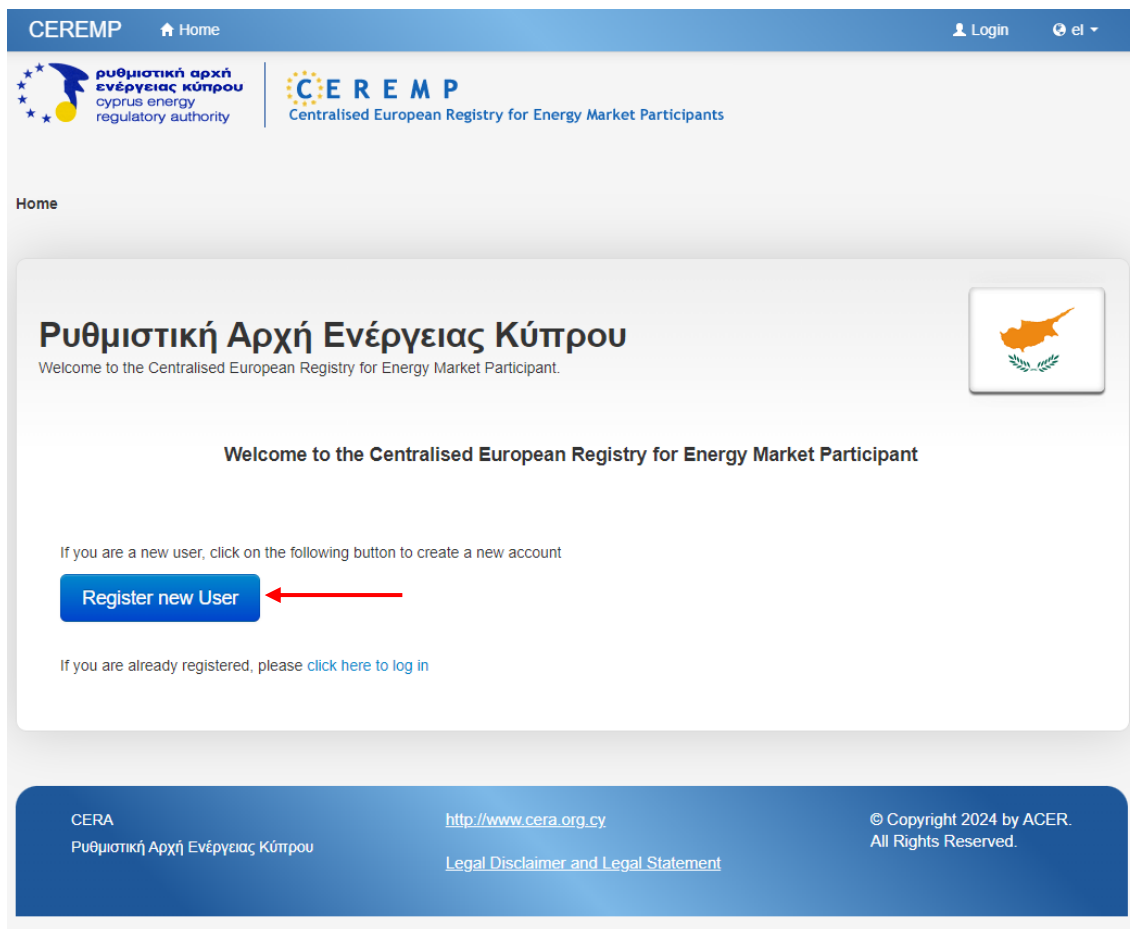 CEREMP Home Login el
ρυθμιστική αρχή
ενέργειας κύπρου
cyprus energy
regulatory authority
CEREMP
Centralised European Registry for Energy Market Participants
Home
Ρυθμιστική Αρχή Ενέργειας Κύπρου
Welcome to the Centralised European Registry for Energy Market Participant.
Welcome to the Centralised European Registry for Energy Market Participant
If you are a new user, click on the following button to create a new account
Register new User
If you are already registered, please click here to log in
CERA
Ρυθμιστική Αρχή Ενέργειας Κύπρου
http://www.cera.org.cy
Legal Disclaimer and Legal Statement
© Copyright 2024 by ACER.
All Rights Reserved.